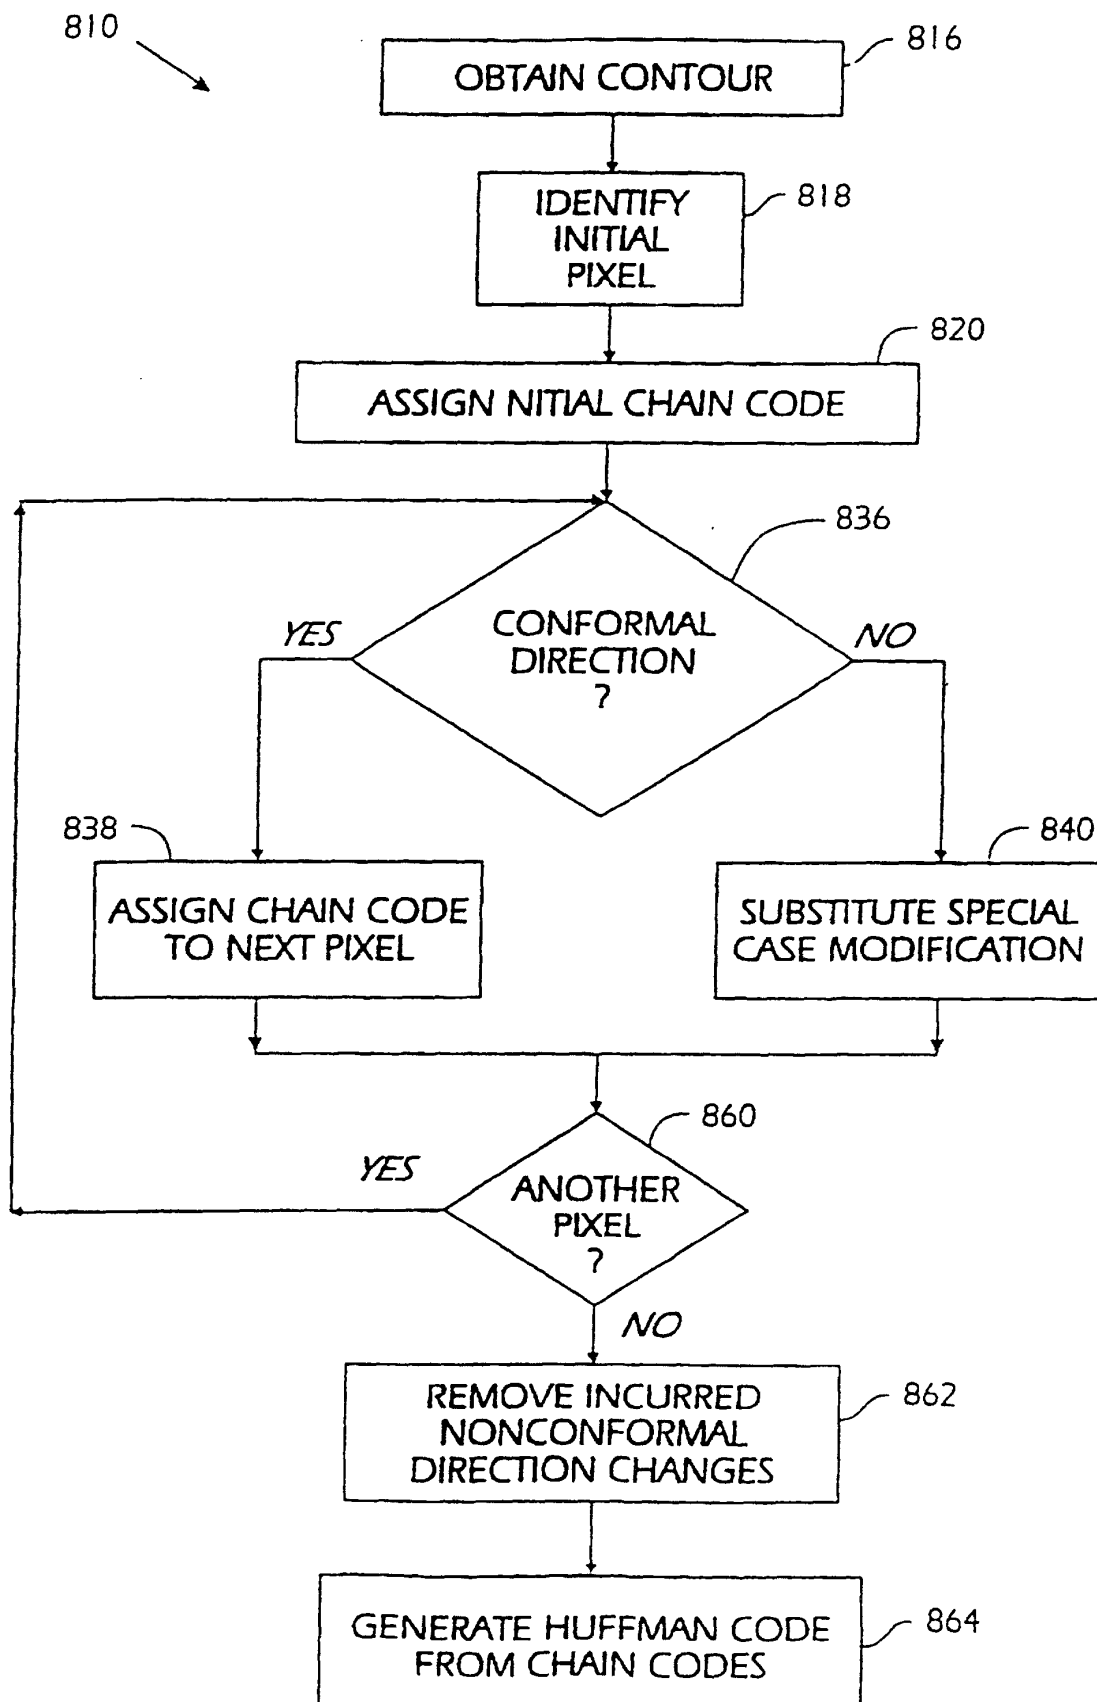 810
816
OBTAIN CONTOUR
818
IDENTIFY
INITIAL
PIXEL
820
ASSIGN NITIAL CHAIN CODE
836
CONFORMAL
DIRECTION
?
YES
NO
838
ASSIGN CHAIN CODE
TO NEXT PIXEL
840
SUBSTITUTE SPECIAL
CASE MODIFICATION
860
ANOTHER
PIXEL
?
YES
NO
862
REMOVE INCURRED
NONCONFORMAL
DIRECTION CHANGES
864
GENERATE HUFFMAN CODE
FROM CHAIN CODES